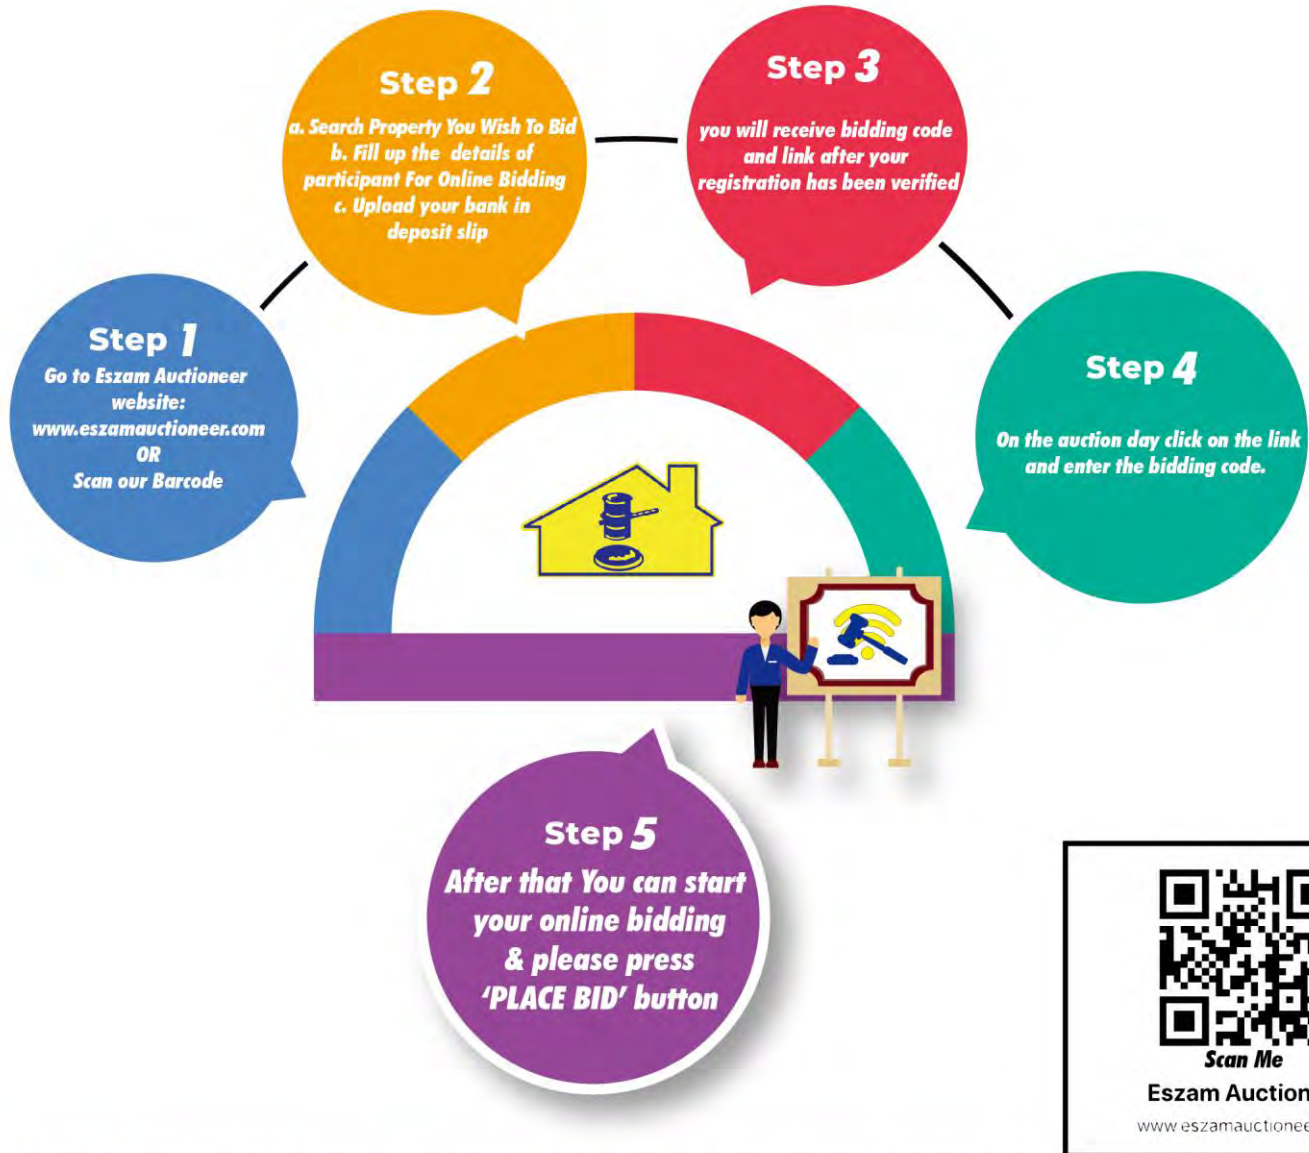 Step 1
Go to Eszam Auctioneer
website:
www.eszamauctioneer.com
OR
Scan our Barcode
Step 2
a. Search Property You Wish To Bid
b. Fill up the details of
participant For Online Bidding
c. Upload your bank in
deposit slip
Step 3
you will receive bidding code
and link after your
registration has been verified
Step 4
On the auction day click on the link
and enter the bidding code.
Step 5
After that You can start
your online bidding
& please press
‘PLACE BID’ button
Scan Me
Eszam Auction
www.eszamauctionee